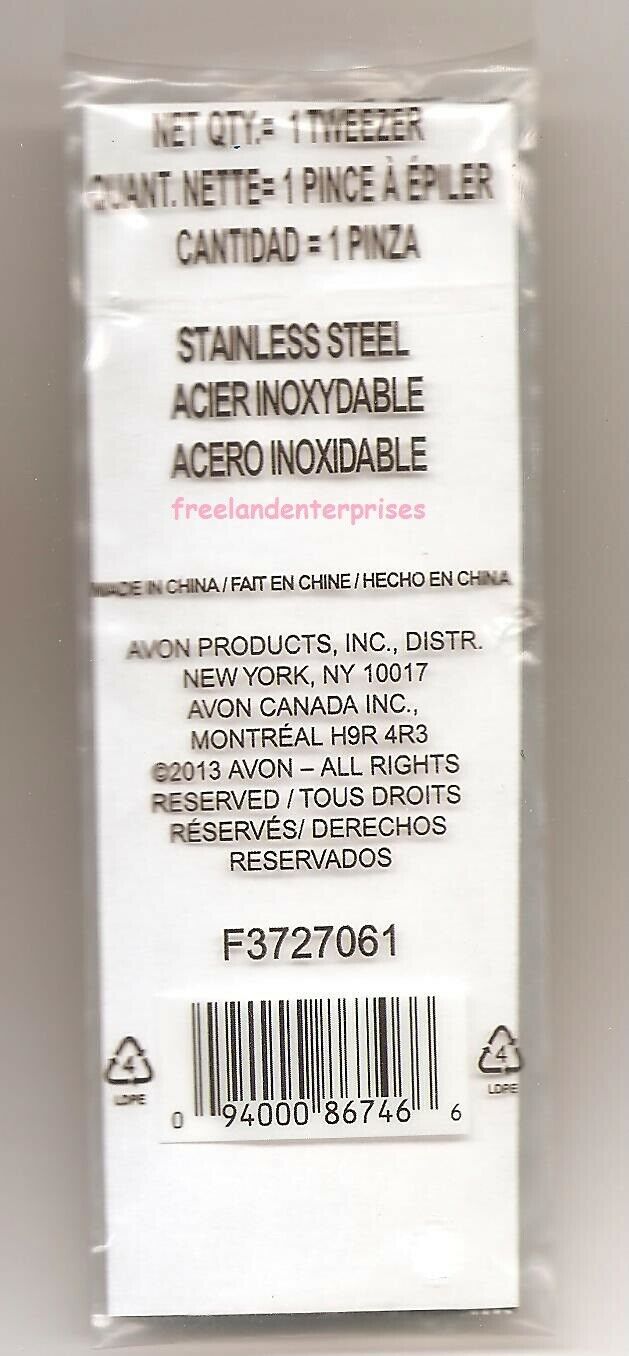 NET QTY.= 1 TWEEZER
QUANT. NETTE= 1 PINCE À ÉPILER
CANTIDAD = 1 PINZA
STAINLESS STEEL
ACIER INOXYDABLE
ACERO INOXIDABLE
freelandenterprises
MADE IN CHINA / FAIT EN CHINE / HECHO EN CHINA
AVON PRODUCTS, INC., DISTR.
NEW YORK, NY 10017
AVON CANADA INC.,
MONTRÉAL H9R 4R3
©2013 AVON – ALL RIGHTS
RESERVED / TOUS DROITS
RÉSERVÉS/ DERECHOS
RESERVADOS
F3727061
4
LDPE
4
LDPE
0 94000 86746 6